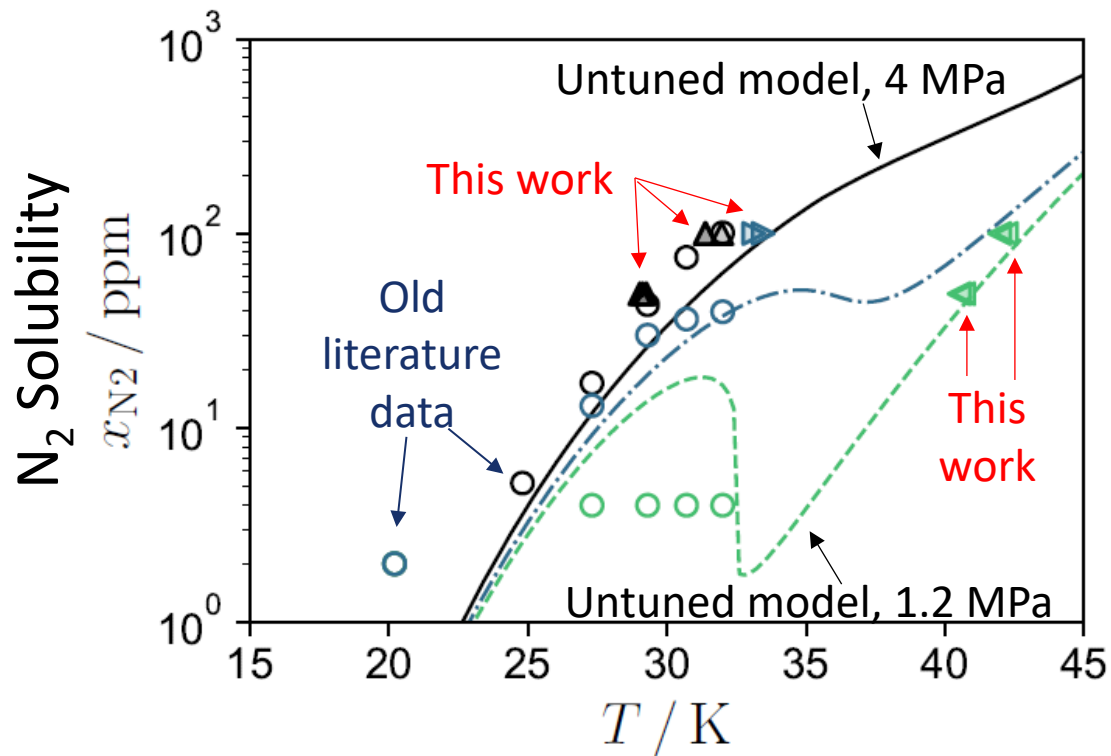 N₂ Solubility
x_N2 / ppm
10³
10²
10¹
10⁰
Untuned model, 4 MPa
This work
Old
literature
data
This
work
Untuned model, 1.2 MPa
15 20 25 30 35 40 45
T / K